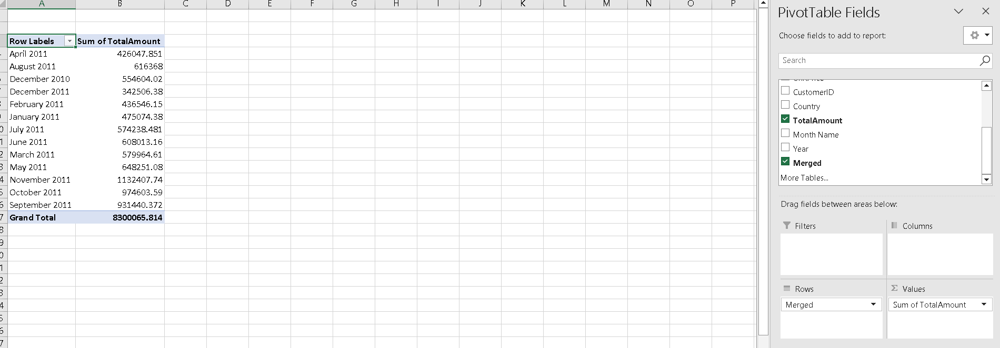 A B C D E F G H I J K L M N O P
Row Labels Sum of TotalAmount
April 2011 426047.851
August 2011 616368
December 2010 554604.02
December 2011 342506.38
February 2011 436546.15
January 2011 475074.38
July 2011 574238.481
June 2011 608013.16
March 2011 579964.61
May 2011 648251.08
November 2011 1132407.74
October 2011 974603.59
September 2011 931440.372
Grand Total 8300065.814
PivotTable Fields
Choose fields to add to report:
Search
CustomerID
Country
TotalAmount
Month Name
Year
Merged
More Tables...
Drag fields between areas below:
Filters
Columns
Rows
Σ Values
Merged
Sum of TotalAmount